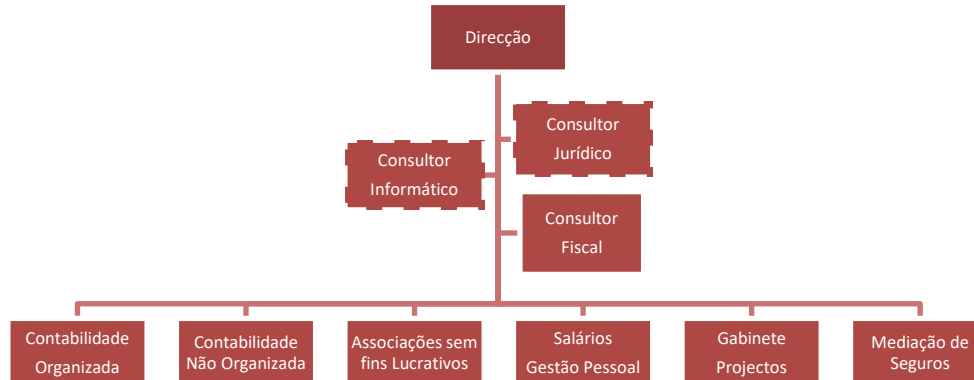 Direcção
Consultor
Jurídico
Consultor
Informático
Consultor
Fiscal
Contabilidade
Organizada
Contabilidade
Não Organizada
Associações sem
fins Lucrativos
Salários
Gestão Pessoal
Gabinete
Projectos
Mediação de
Seguros